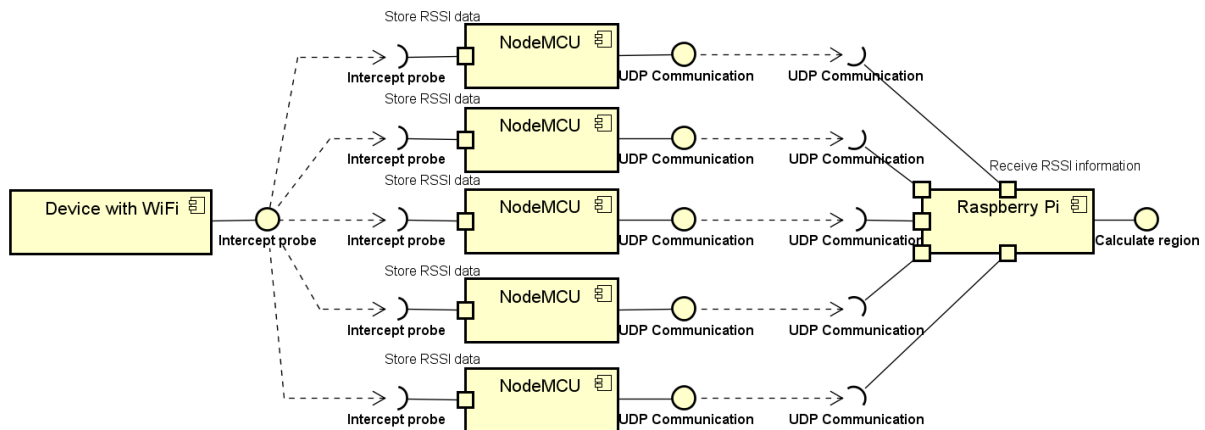 Store RSSI data
NodeMCU
Intercept probe
UDP Communication
UDP Communication
Store RSSI data
NodeMCU
Intercept probe
UDP Communication
UDP Communication
Receive RSSI information
Store RSSI data
Device with WiFi
NodeMCU
Raspberry Pi
Intercept probe
Intercept probe
UDP Communication
UDP Communication
Calculate region
Store RSSI data
NodeMCU
Intercept probe
UDP Communication
UDP Communication
Store RSSI data
NodeMCU
Intercept probe
UDP Communication
UDP Communication